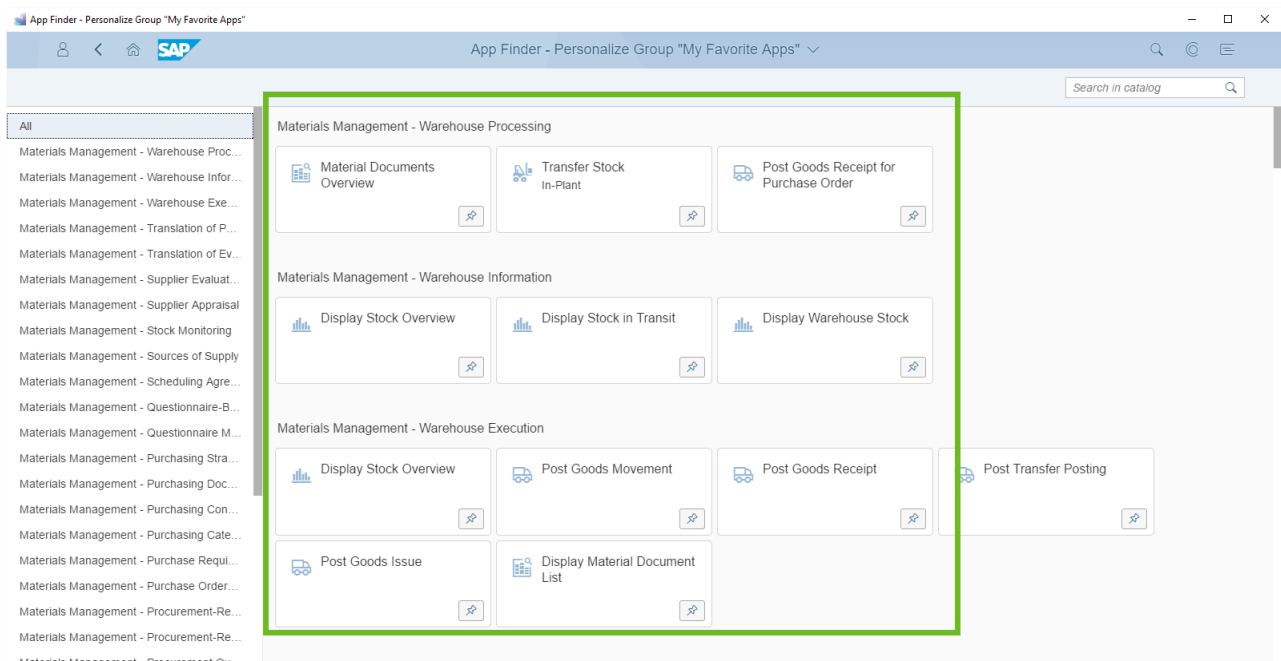 App Finder - Personalize Group "My Favorite Apps"
SAP
App Finder - Personalize Group "My Favorite Apps"
Search in catalog
All
Materials Management - Warehouse Proc...
Materials Management - Warehouse Infor...
Materials Management - Warehouse Exe...
Materials Management - Translation of P...
Materials Management - Translation of Ev...
Materials Management - Supplier Evaluat...
Materials Management - Supplier Appraisal
Materials Management - Stock Monitoring
Materials Management - Sources of Supply
Materials Management - Scheduling Agre...
Materials Management - Questionnaire-B...
Materials Management - Questionnaire M...
Materials Management - Purchasing Stra...
Materials Management - Purchasing Doc...
Materials Management - Purchasing Con...
Materials Management - Purchasing Cate...
Materials Management - Purchase Requi...
Materials Management - Purchase Order...
Materials Management - Procurement-Re...
Materials Management - Procurement-Re...
Materials Management - Warehouse Processing
Material Documents
Overview
Transfer Stock
In-Plant
Post Goods Receipt for
Purchase Order
Materials Management - Warehouse Information
Display Stock Overview
Display Stock in Transit
Display Warehouse Stock
Materials Management - Warehouse Execution
Display Stock Overview
Post Goods Movement
Post Goods Receipt
Post Transfer Posting
Post Goods Issue
Display Material Document
List